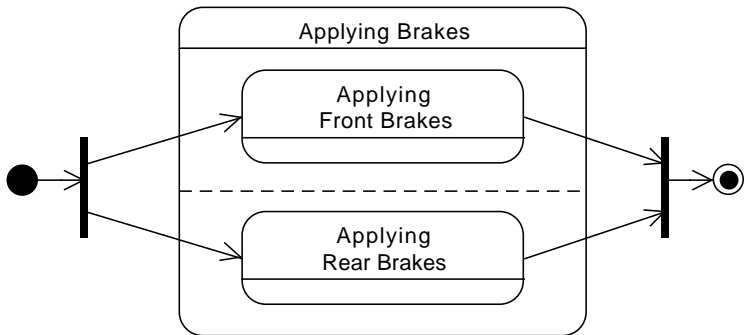 Applying Brakes
Applying
Front Brakes
Applying
Rear Brakes